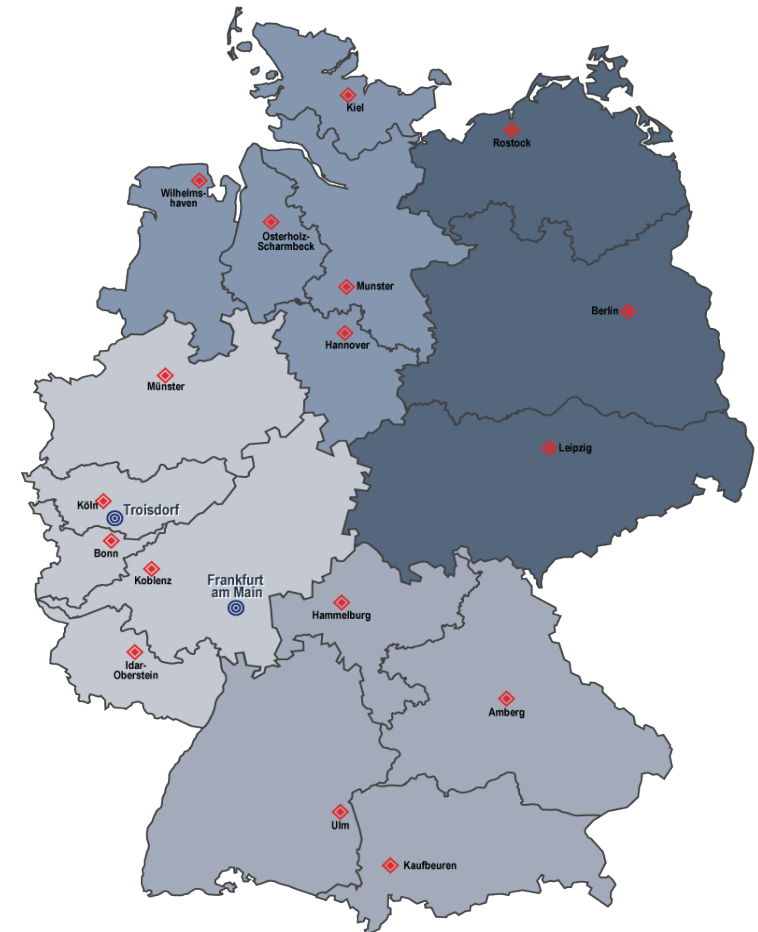 Kiel
Rostock
Wilhelms-
haven
Osterholz-
Scharmbeck
Munster
Berlin
Hannover
Münster
Leipzig
Köln
Troisdorf
Bonn
Koblenz
Frankfurt
am Main
Hammelburg
Idar-
Oberstein
Amberg
Ulm
Kaufbeuren